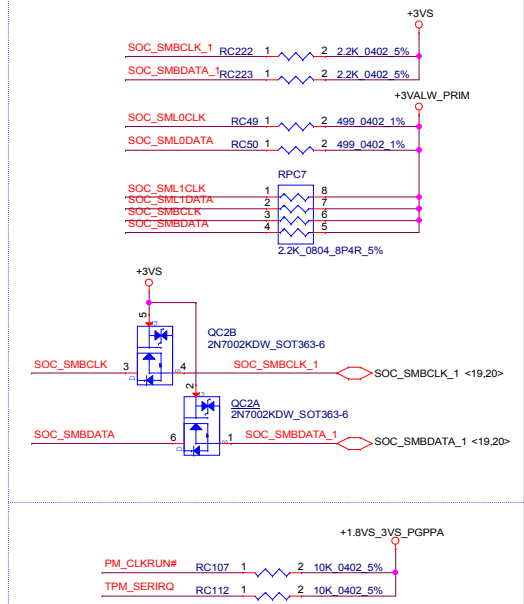 +3VS
SOC_SMBCLK_1 RC222 1 2 2.2K_0402_5%
SOC_SMBDATA_1 RC223 1 2 2.2K_0402_5%
+3VALW_PRIM
SOC_SML0CLK RC49 1 2 499_0402_1%
SOC_SML0DATA RC50 1 2 499_0402_1%
RPC7
SOC_SML1CLK 1 8
SOC_SML1DATA 2 7
SOC_SMBCLK 3 6
SOC_SMBDATA 4 5
2.2K_0804_8P4R_5%
+3VS
5
QC2B
2N7002KDW_SOT363-6
G
SOC_SMBCLK 3 D S 4 SOC_SMBCLK_1 SOC_SMBCLK_1 <19,20>
2
QC2A
2N7002KDW_SOT363-6
G
SOC_SMBDATA 6 D S 1 SOC_SMBDATA_1 SOC_SMBDATA_1 <19,20>
+1.8VS_3VS_PGPPA
PM_CLKRUN# RC107 1 2 10K_0402_5%
TPM_SERIRQ RC112 1 2 10K_0402_5%